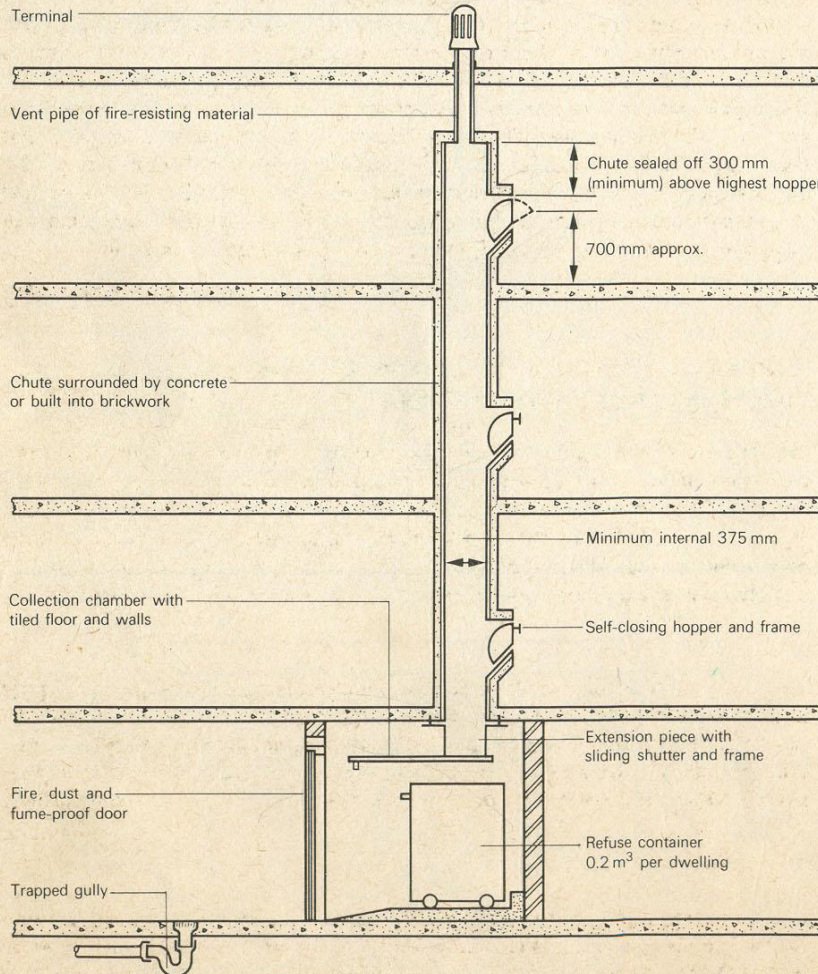 Terminal
Vent pipe of fire-resisting material
Chute sealed off 300 mm
(minimum) above highest hopper
700 mm approx.
Chute surrounded by concrete
or built into brickwork
Minimum internal 375 mm
Collection chamber with
tiled floor and walls
Self-closing hopper and frame
Extension piece with
sliding shutter and frame
Fire, dust and
fume-proof door
Refuse container
0.2 m³ per dwelling
Trapped gully